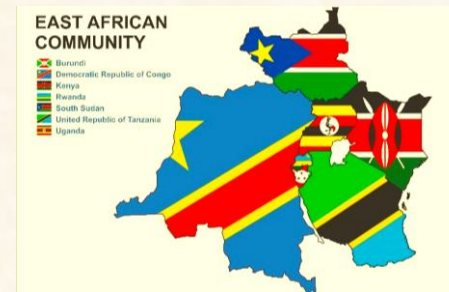 EAST AFRICAN
COMMUNITY
Burundi
Democratic Republic of Congo
Kenya
Rwanda
South Sudan
United Republic of Tanzania
Uganda